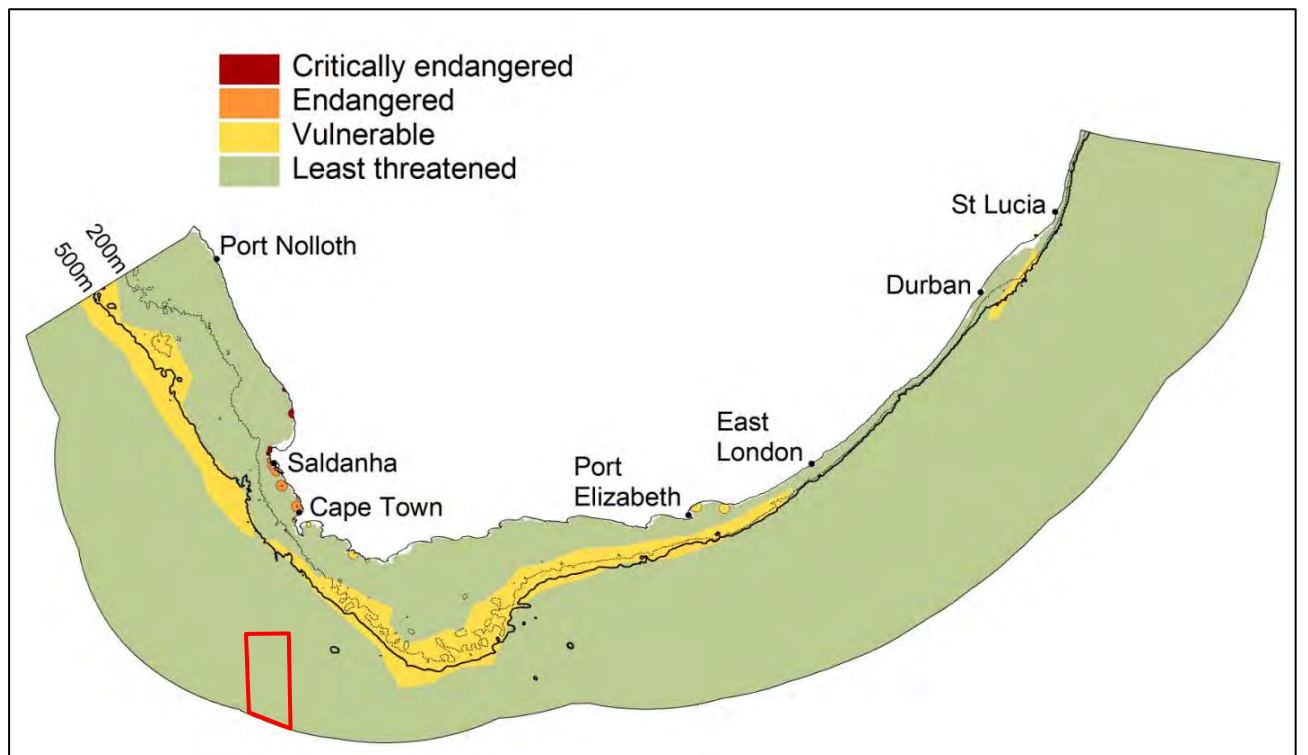 Critically endangered
Endangered
Vulnerable
Least threatened
St Lucia
200m
500m
Port Nolloth
Durban
East
London
Saldanha
Port
Elizabeth
Cape Town